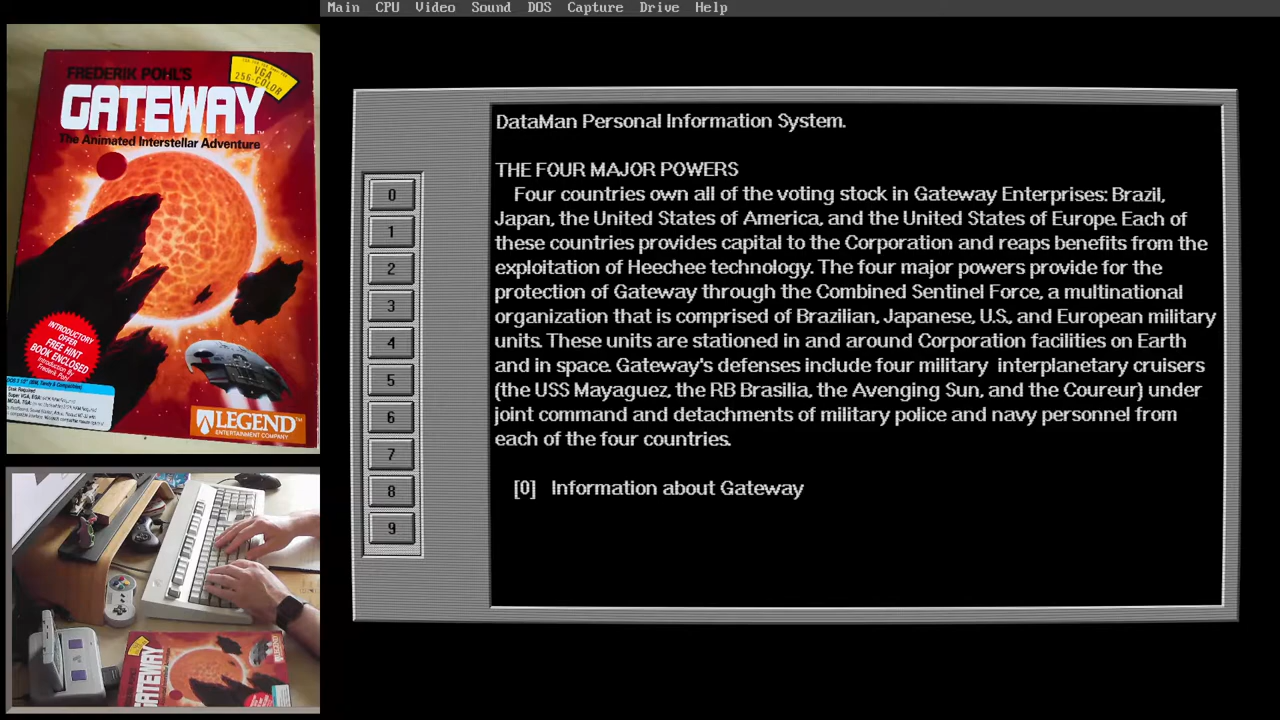 Main CPU Video Sound DOS Capture Drive Help
FREDERIK POHL'S
GATEWAY
The Animated Interstellar Adventure
VGA
256-COLOR
INTRODUCTORY
OFFER
FREE HINT
BOOK ENCLOSED
Introduction By
Frederik Pohl
LEGEND
ENTERTAINMENT COMPANY
GATEWAY
DataMan Personal Information System.
THE FOUR MAJOR POWERS
Four countries own all of the voting stock in Gateway Enterprises: Brazil,
Japan, the United States of America, and the United States of Europe. Each of
these countries provides capital to the Corporation and reaps benefits from the
exploitation of Heechee technology. The four major powers provide for the
protection of Gateway through the Combined Sentinel Force, a multinational
organization that is comprised of Brazilian, Japanese, U.S., and European military
units. These units are stationed in and around Corporation facilities on Earth
and in space. Gateway's defenses include four military interplanetary cruisers
(the USS Mayaguez, the RB Brasilia, the Avenging Sun, and the Coureur) under
joint command and detachments of military police and navy personnel from
each of the four countries.
[0] Information about Gateway
0
1
2
3
4
5
6
7
8
9